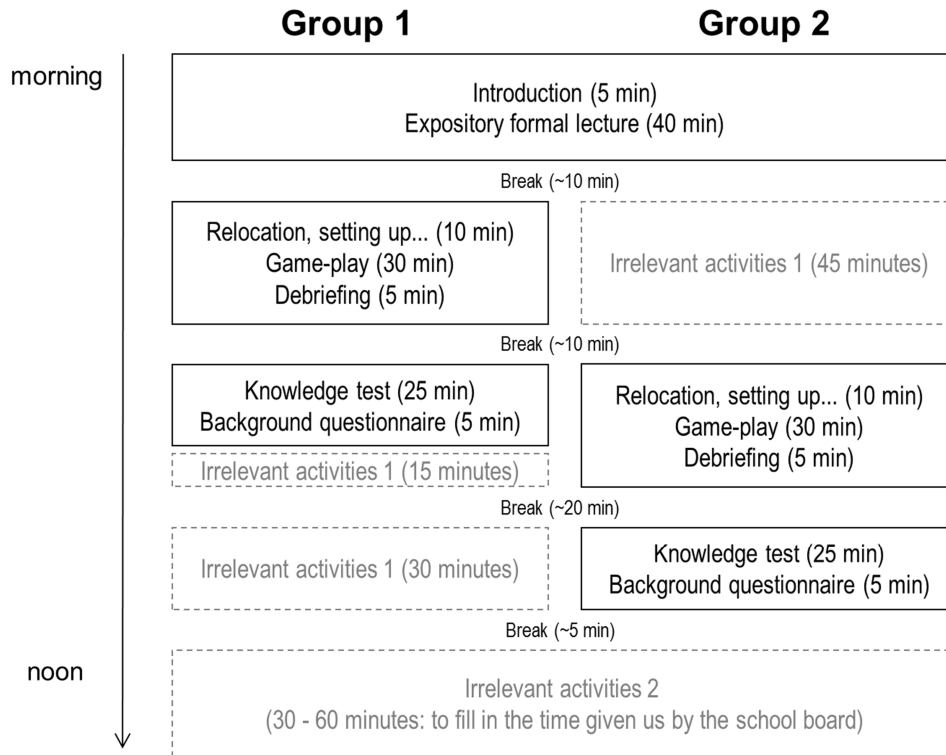 Group 1
Group 2
morning
Introduction (5 min)
Expository formal lecture (40 min)
Break (~10 min)
Relocation, setting up... (10 min)
Game-play (30 min)
Debriefing (5 min)
Irrelevant activities 1 (45 minutes)
Break (~10 min)
Knowledge test (25 min)
Background questionnaire (5 min)
Irrelevant activities 1 (15 minutes)
Relocation, setting up... (10 min)
Game-play (30 min)
Debriefing (5 min)
Break (~20 min)
Irrelevant activities 1 (30 minutes)
Knowledge test (25 min)
Background questionnaire (5 min)
Break (~5 min)
noon
Irrelevant activities 2
(30 - 60 minutes: to fill in the time given us by the school board)